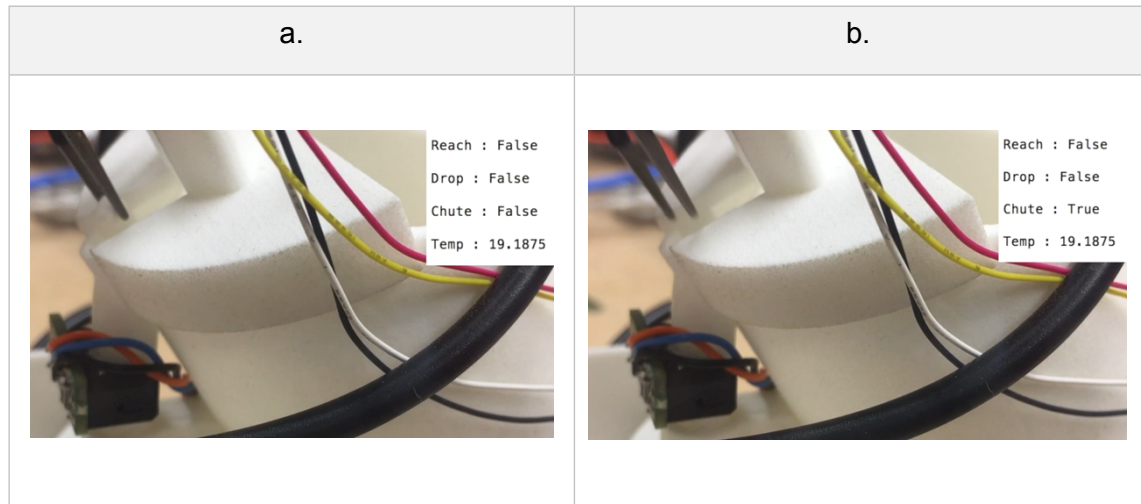 a.
b.
Reach : False
Drop : False
Chute : False
Temp : 19.1875
Reach : False
Drop : False
Chute : True
Temp : 19.1875